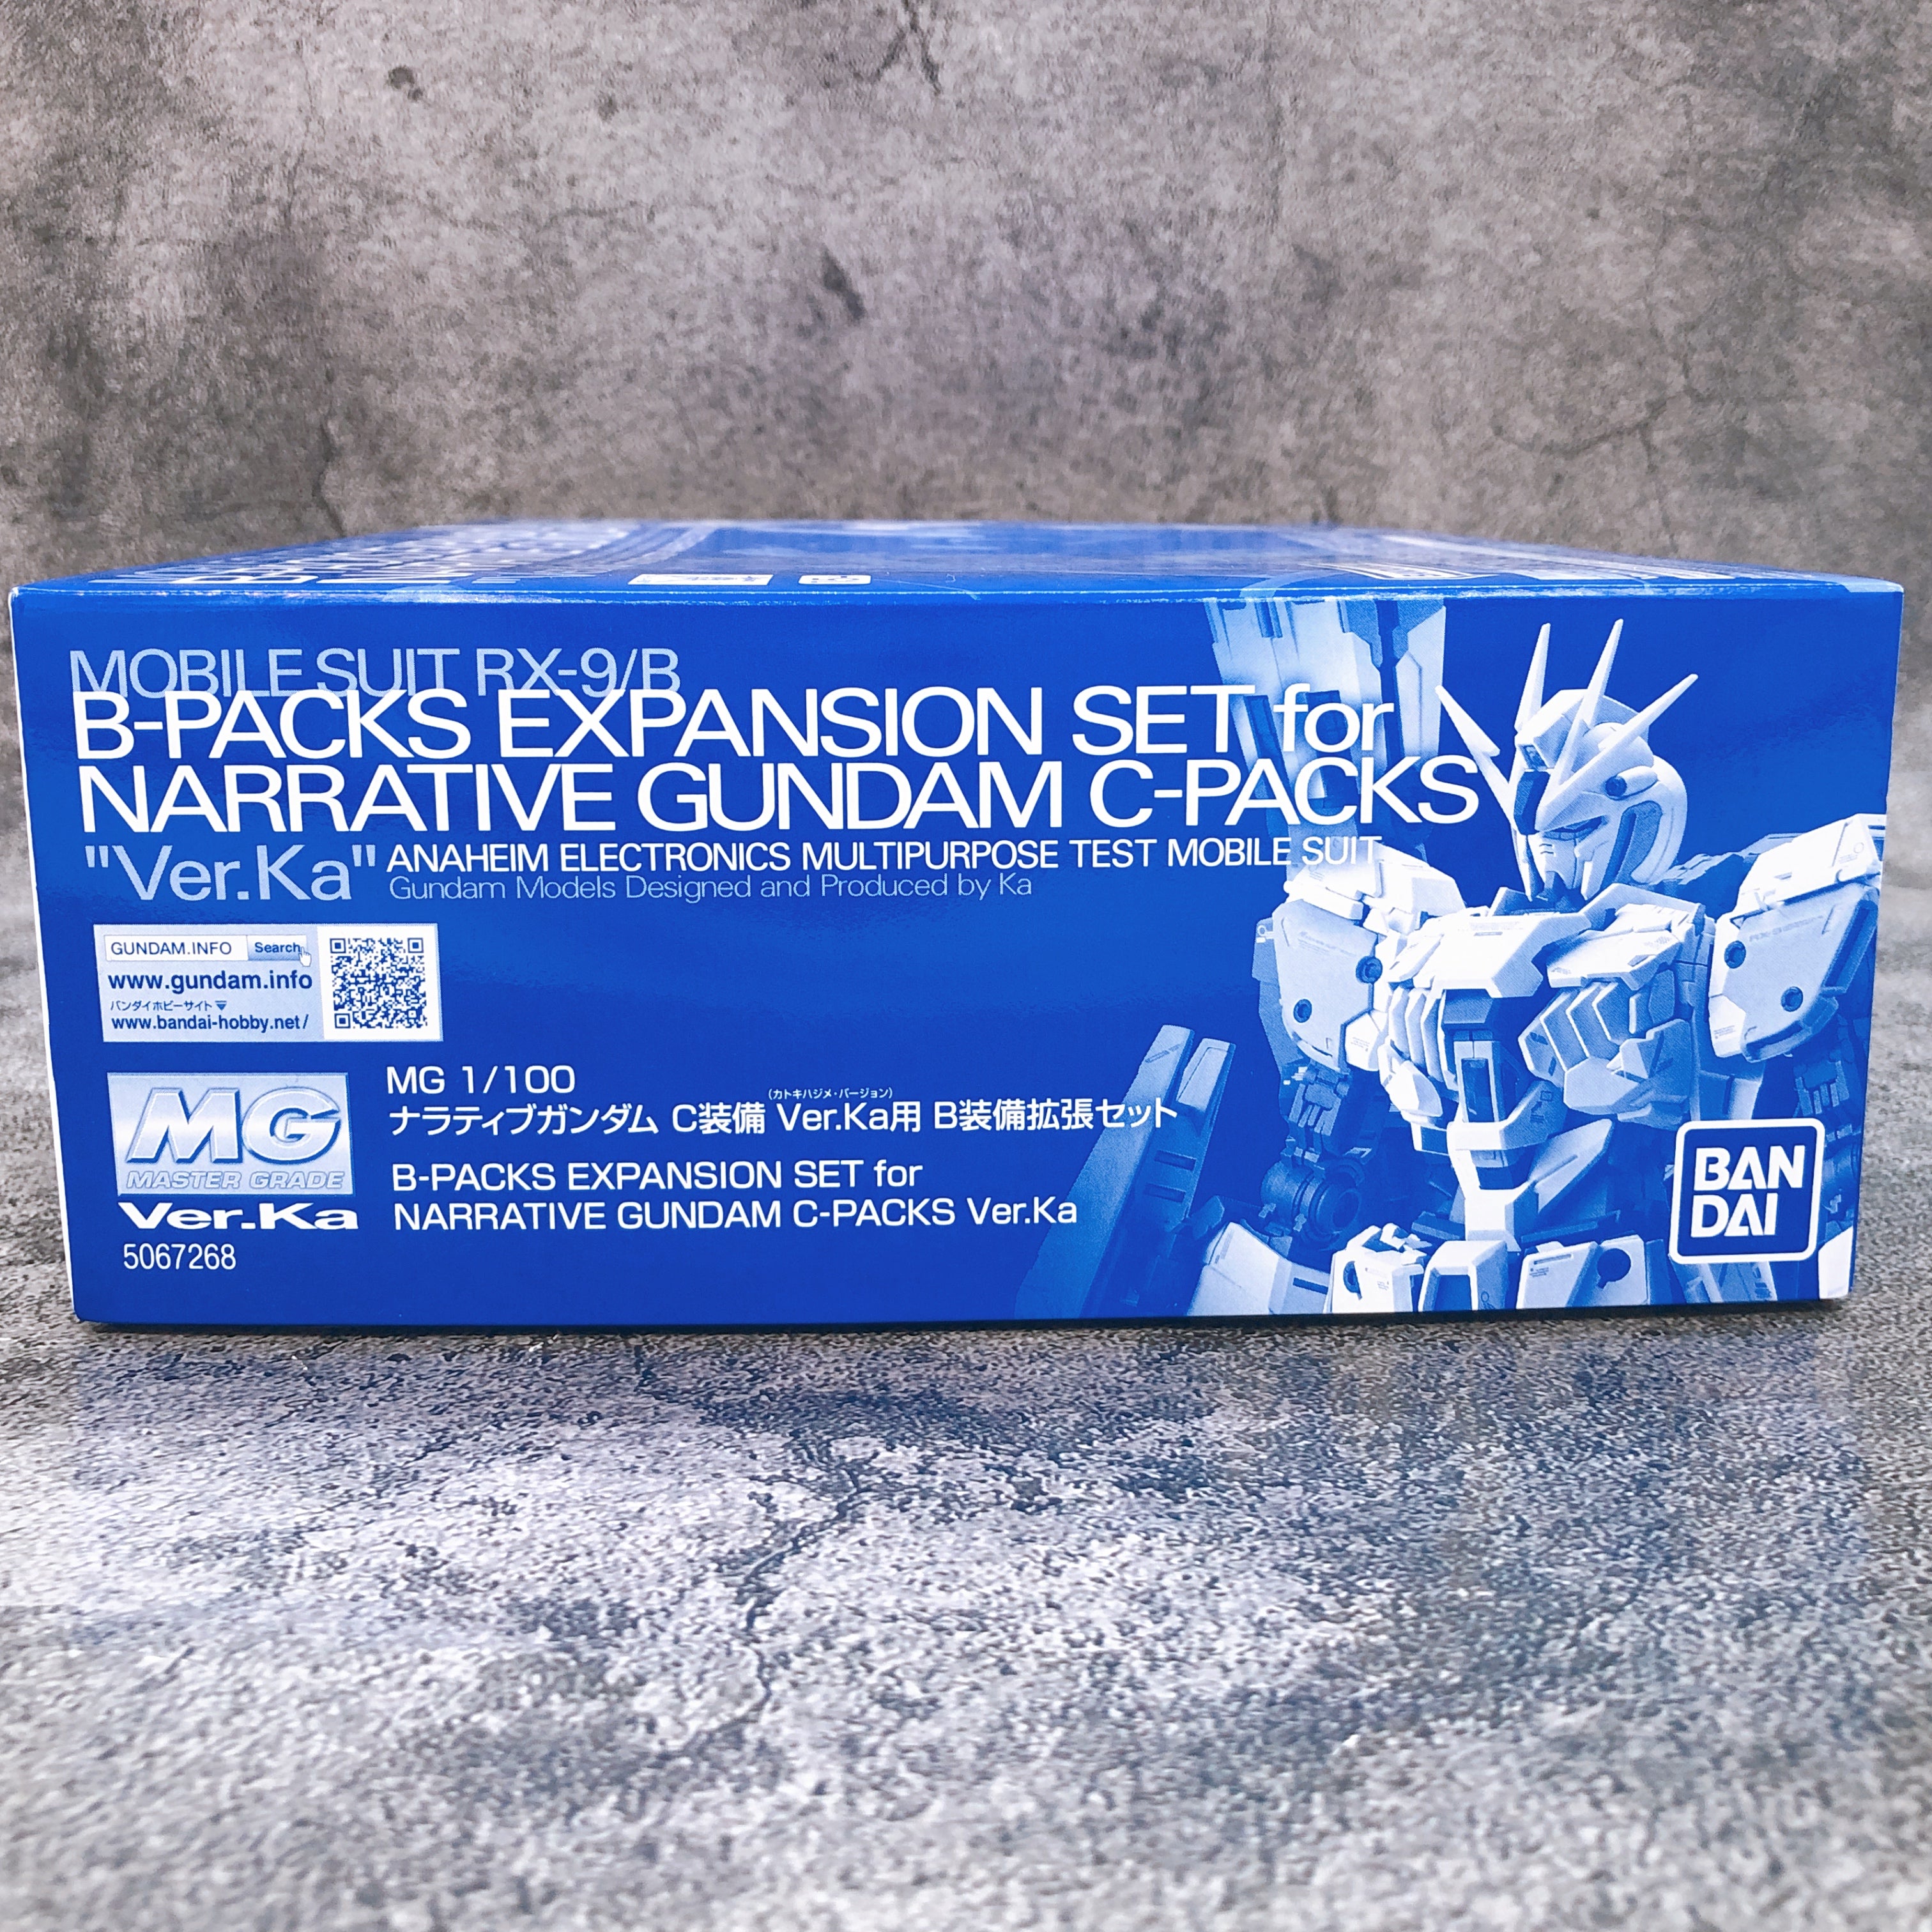 MOBILE SUIT RX-9/B
B-PACKS EXPANSION SET for
NARRATIVE GUNDAM C-PACKS
"Ver.Ka" ANAHEIM ELECTRONICS MULTIPURPOSE TEST MOBILE SUIT
Gundam Models Designed and Produced by Ka
GUNDAM.INFO Search
www.gundam.info
バンダイホビーサイト▼
www.bandai-hobby.net/
MG
MASTER GRADE
Ver.Ka
5067268
MG 1/100
(カトキハジメ・バージョン)
ナラティブガンダム C装備 Ver.Ka用 B装備拡張セット
B-PACKS EXPANSION SET for
NARRATIVE GUNDAM C-PACKS Ver.Ka
BAN
DAI